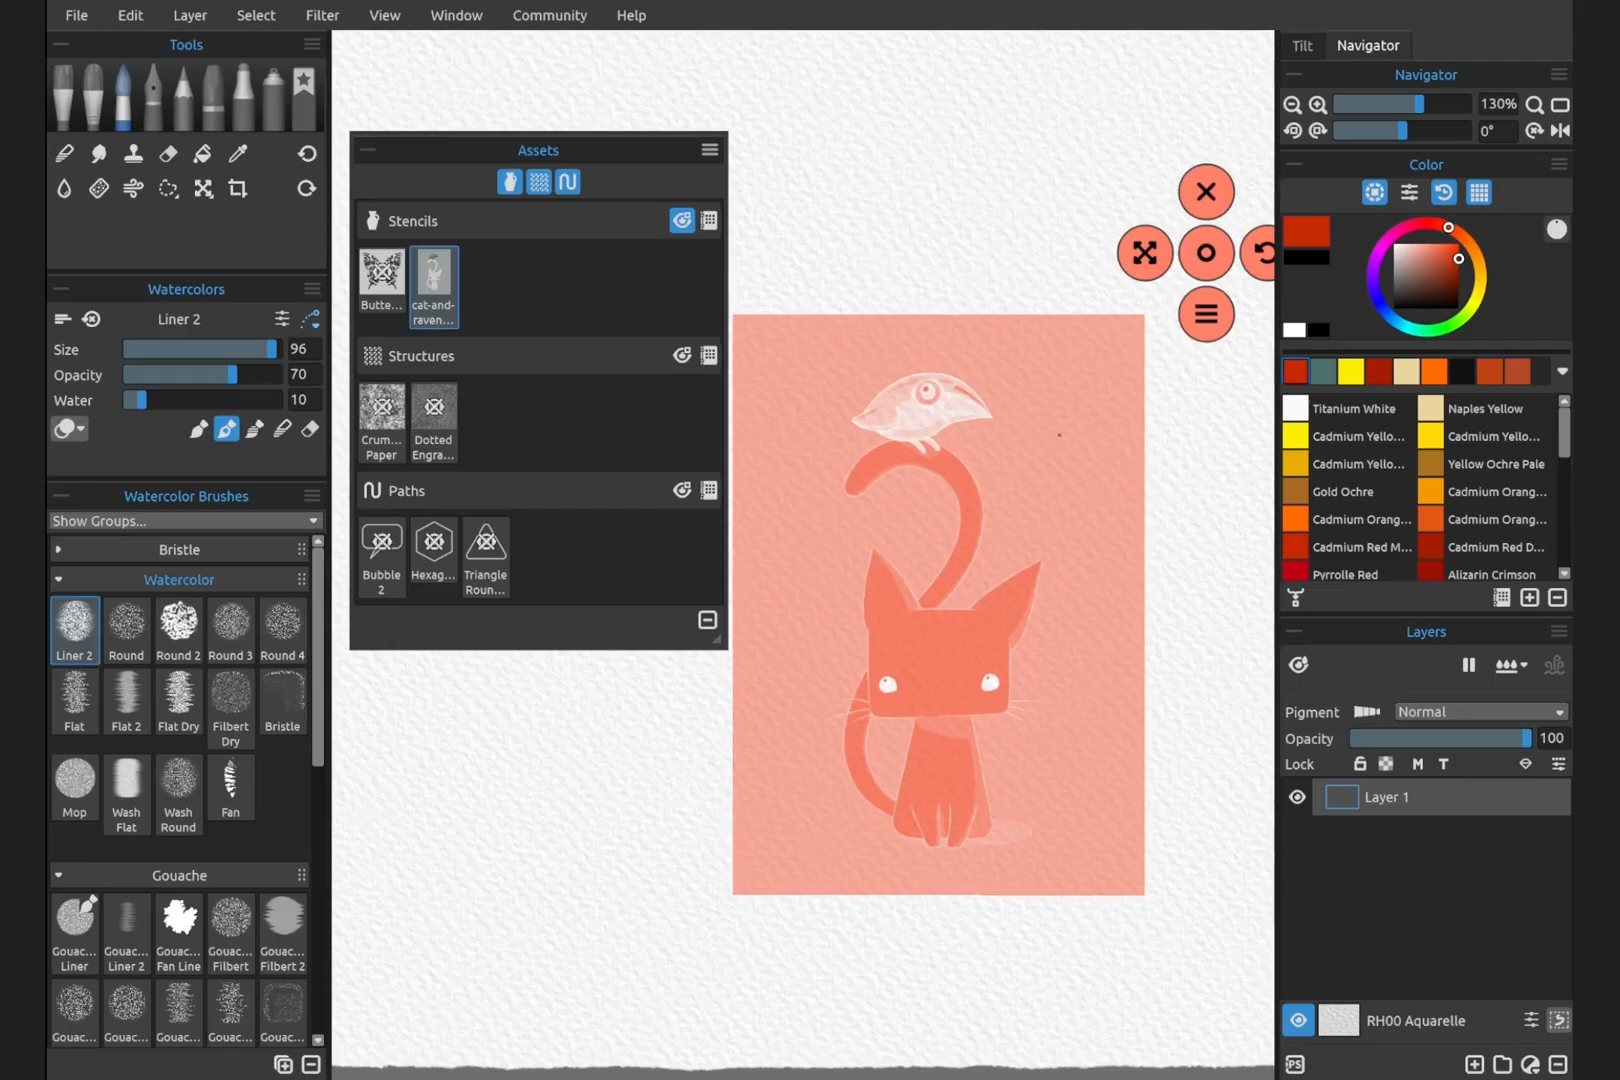 File Edit Layer Select Filter View Window Community Help
Tools
Watercolors
Liner 2
Size 96
Opacity 70
Water 10
Watercolor Brushes
Show Groups...
Bristle
Watercolor
Liner 2 Round Round 2 Round 3 Round 4
Flat Flat 2 Flat Dry Filbert Dry Bristle
Mop Wash Flat Wash Round Fan
Gouache
Gouac... Liner Gouac... Liner 2 Gouac... Fan Line Gouac... Filbert Gouac... Filbert 2
Gouac... Gouac... Gouac... Gouac... Gouac...
Assets
Stencils
Butte... cat-and-raven...
Structures
Crum... Paper Dotted Engra...
Paths
Bubble 2 Hexag... Triangle Roun...
Tilt Navigator
Navigator
130%
0°
Color
Titanium White Naples Yellow
Cadmium Yello... Cadmium Yello...
Cadmium Yello... Yellow Ochre Pale
Gold Ochre Cadmium Orang...
Cadmium Orang... Cadmium Orang...
Cadmium Red M... Cadmium Red D...
Pyrrolle Red Alizarin Crimson
Layers
Pigment Normal
Opacity 100
Lock M T
Layer 1
RH00 Aquarelle
PS